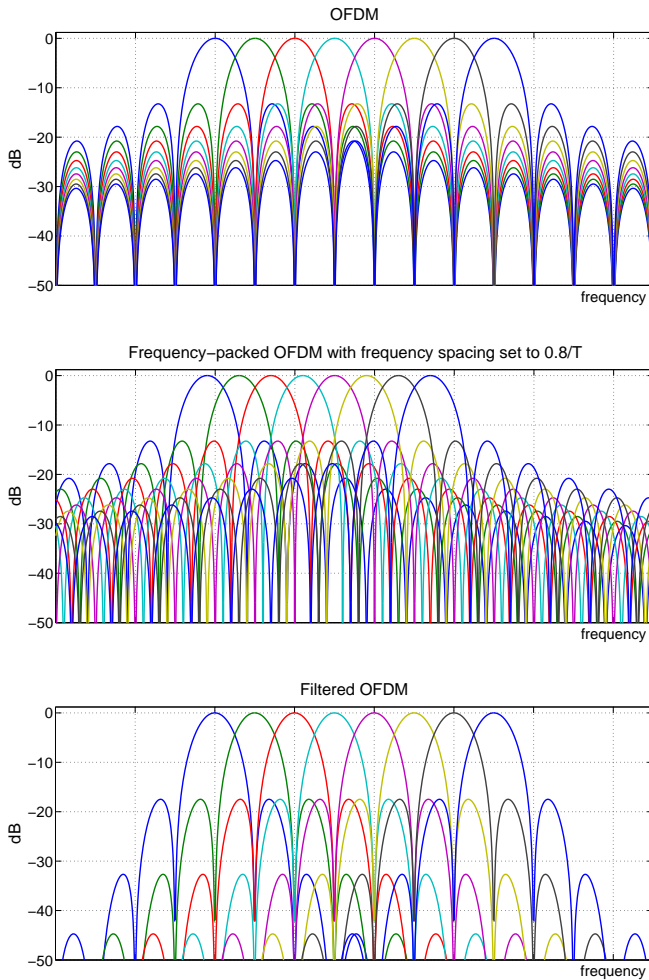 OFDM
0
−10
−20
−30
−40
−50
dB
frequency
Frequency−packed OFDM with frequency spacing set to 0.8/T
0
−10
−20
−30
−40
−50
dB
frequency
Filtered OFDM
0
−10
−20
−30
−40
−50
dB
frequency